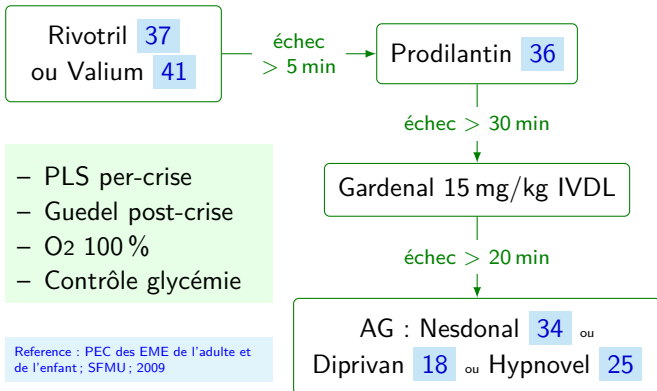 Rivotril 37
ou Valium 41
échec
> 5 min
Prodilantin 36
échec > 30 min
Gardenal 15 mg/kg IVDL
échec > 20 min
AG : Nesdonal 34 ou
Diprivan 18 ou Hypnovel 25
– PLS per-crise
– Guedel post-crise
– O2 100 %
– Contrôle glycémie
Reference : PEC des EME de l'adulte et
de l'enfant ; SFMU ; 2009